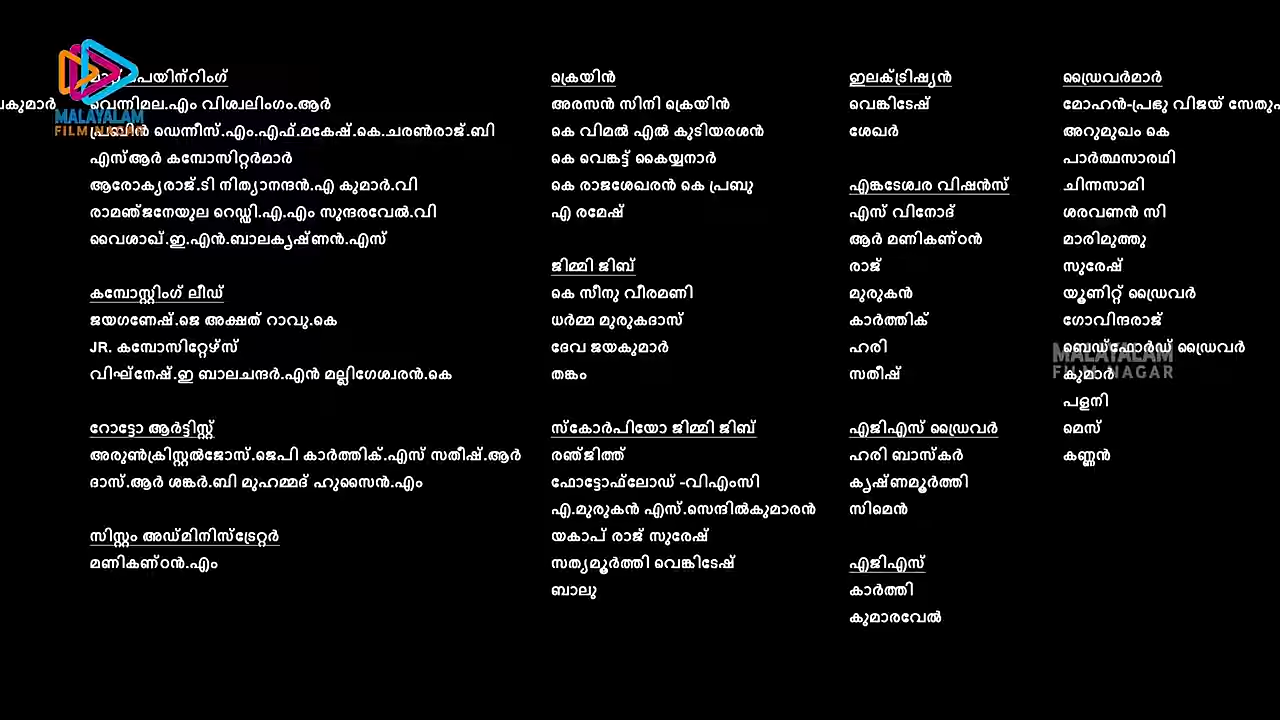 പെയിന്റിംഗ്
വെന്നിമല.എം വിശ്വലിംഗം.ആർ
പ്രബിൻ ഡെന്നീസ്.എം.എഫ്.മകേഷ്.കെ.ചരൺരാജ്.ബി
എസ്ആർ കമ്പോസിറ്റർമാർ
ആരോക്യരാജ്.ടി നിത്യാനന്ദൻ.എ കുമാർ.വി
രാമഞ്ജനേയുല റെഡ്ഡി.എ.എം സുന്ദരവേൽ.വി
വൈശാഖ്.ഇ.എൻ.ബാലകൃഷ്ണൻ.എസ്
കമ്പോസ്റ്റിംഗ് ലീഡ്
ജയഗണേഷ്.ജെ അക്ഷത് റാവു.കെ
JR. കമ്പോസിറ്റേഴ്സ്
വിഘ്നേഷ്.ഇ ബാലചന്ദർ.എൻ മല്ലിഗേശ്വരൻ.കെ
റോട്ടോ ആർട്ടിസ്റ്റ്
അരുൺക്രിസ്റ്റൽജോസ്.ജെപി കാർത്തിക്.എസ് സതീഷ്.ആർ
ദാസ്.ആർ ശങ്കർ.ബി മുഹമ്മദ് ഹുസൈൻ.എം
സിസ്റ്റം അഡ്മിനിസ്ട്രേറ്റർ
മണികണ്ഠൻ.എം
ക്രെയിൻ
അരസൻ സിനി ക്രെയിൻ
കെ വിമൽ എൽ കുടിയരശൻ
കെ വെങ്കട്ട് കൈയ്യനാർ
കെ രാജശേഖരൻ കെ പ്രബു
എ രമേഷ്
ജിമ്മി ജിബ്
കെ സീനു വീരമണി
ധർമ്മ മുരുകദാസ്
ദേവ ജയകുമാർ
തങ്കം
സ്കോർപിയോ ജിമ്മി ജിബ്
രഞ്ജിത്ത്
ഫോട്ടോഫ്ലോഡ് -വിഎംസി
എ.മുരുകൻ എസ്.സെന്ദിൽകുമാരൻ
യകാപ് രാജ് സുരേഷ്
സത്യമൂർത്തി വെങ്കിടേഷ്
ബാലു
ഇലക്ട്രിഷ്യൻ
വെങ്കിടേഷ്
ശേഖർ
എങ്കടേശ്വര വിഷൻസ്
എസ് വിനോദ്
ആർ മണികണ്ഠൻ
രാജ്
മുരുകൻ
കാർത്തിക്
ഹരി
സതീഷ്
എജിഎസ് ഡ്രൈവർ
ഹരി ബാസ്കർ
കൃഷ്ണമൂർത്തി
സിമെൻ
എജിഎസ്
കാർത്തി
കുമാരവേൽ
ഡ്രൈവർമാർ
മോഹൻ-പ്രഭു വിജയ്
അറുമുഖം കെ
പാർത്ഥസാരഥി
ചിന്നസാമി
ശരവണൻ സി
മാരിമുത്തു
സുരേഷ്
യൂണിറ്റ് ഡ്രൈവർ
ഗോവിന്ദരാജ്
ബെഡ്ഫോർഡ് ഡ്രൈവർ
കുമാർ
പളനി
മെസ്
കണ്ണൻ
MALAYALAM
FILM NAGAR
MALAYALAM
FILM NAGAR